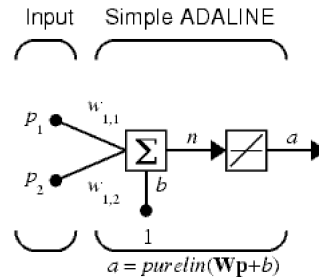 Input Simple ADALINE
p1 w1,1 n a
Σ
p2 w1,2 b
1
a = purelin(Wp+b)